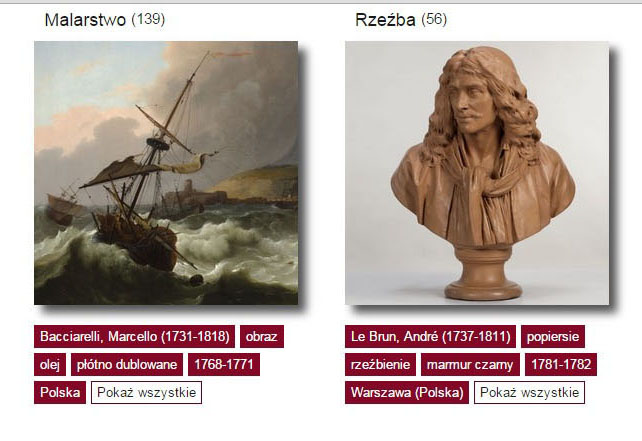 Malarstwo (139)
Rzeźba (56)
Bacciarelli, Marcello (1731-1818) obraz
olej płótno dublowane 1768-1771
Polska Pokaż wszystkie
Le Brun, André (1737-1811) popiersie
rzeźbienie marmur czarny 1781-1782
Warszawa (Polska) Pokaż wszystkie